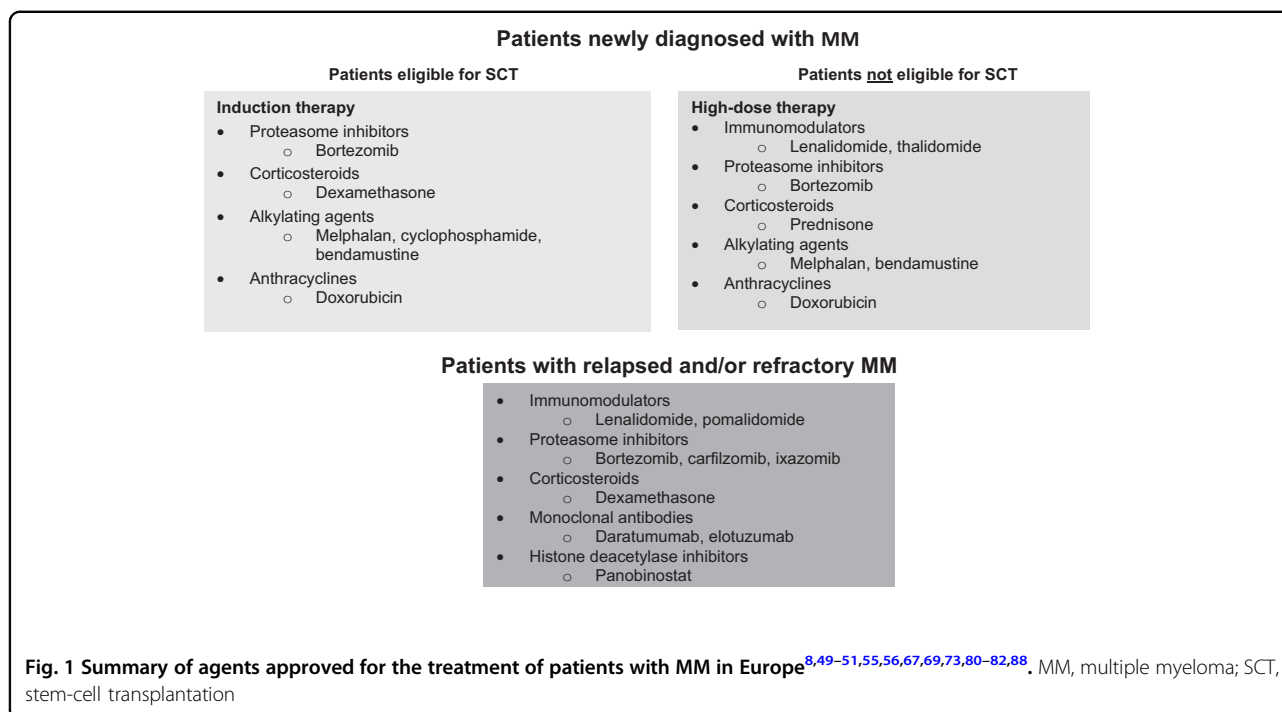 Patients newly diagnosed with MM
Patients eligible for SCT
Induction therapy
• Proteasome inhibitors
o Bortezomib
• Corticosteroids
o Dexamethasone
• Alkylating agents
o Melphalan, cyclophosphamide,
bendamustine
• Anthracyclines
o Doxorubicin
Patients not eligible for SCT
High-dose therapy
• Immunomodulators
o Lenalidomide, thalidomide
• Proteasome inhibitors
o Bortezomib
• Corticosteroids
o Prednisone
• Alkylating agents
o Melphalan, bendamustine
• Anthracyclines
o Doxorubicin
Patients with relapsed and/or refractory MM
• Immunomodulators
o Lenalidomide, pomalidomide
• Proteasome inhibitors
o Bortezomib, carfilzomib, ixazomib
• Corticosteroids
o Dexamethasone
• Monoclonal antibodies
o Daratumumab, elotuzumab
• Histone deacetylase inhibitors
o Panobinostat
Fig. 1 Summary of agents approved for the treatment of patients with MM in Europe8,49–51,55,56,67,69,73,80–82,88. MM, multiple myeloma; SCT,
stem-cell transplantation